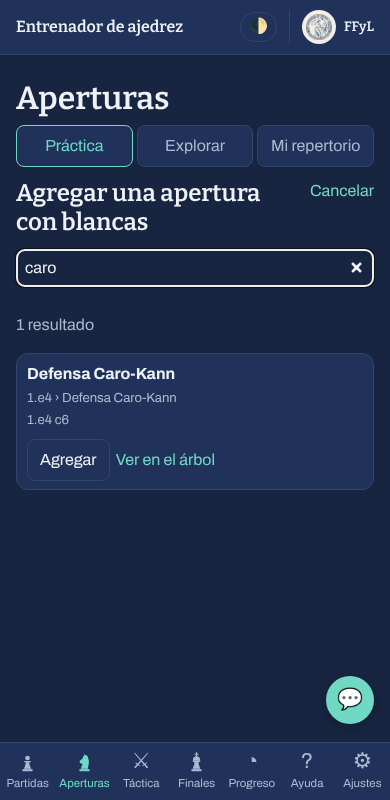 Entrenador de ajedrez
FFyL
Aperturas
Práctica
Explorar
Mi repertorio
Agregar una apertura
con blancas
Cancelar
caro
1 resultado
Defensa Caro-Kann
1.e4 › Defensa Caro-Kann
1.e4 c6
Agregar
Ver en el árbol
Partidas
Aperturas
Táctica
Finales
Progreso
Ayuda
Ajustes